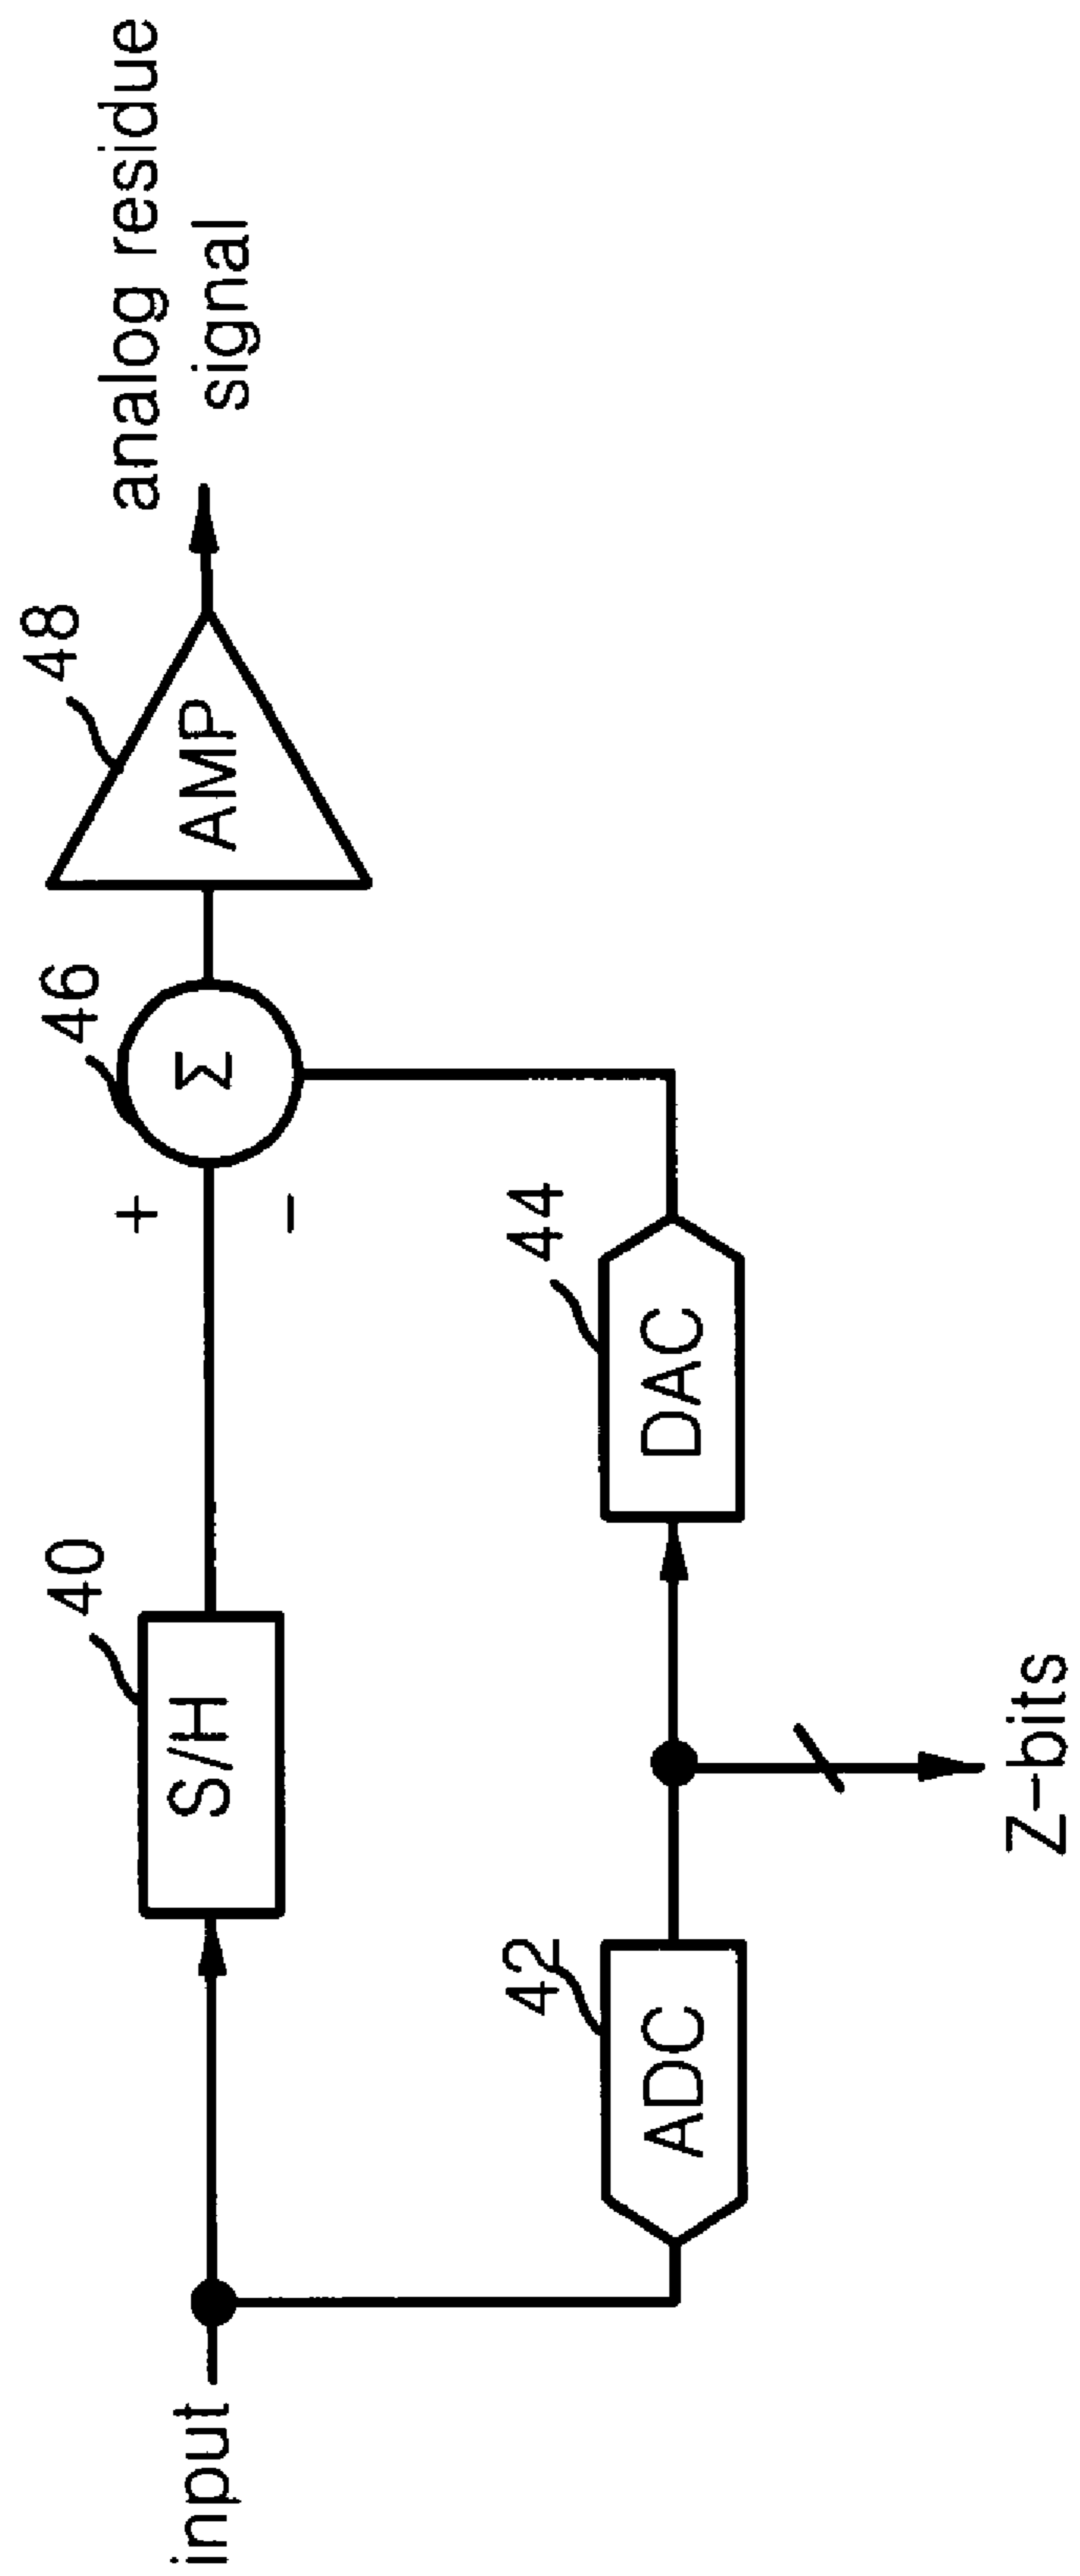 input
40
S/H
+
-
46
Σ
48
AMP
analog residue
signal
42
ADC
Z-bits
44
DAC